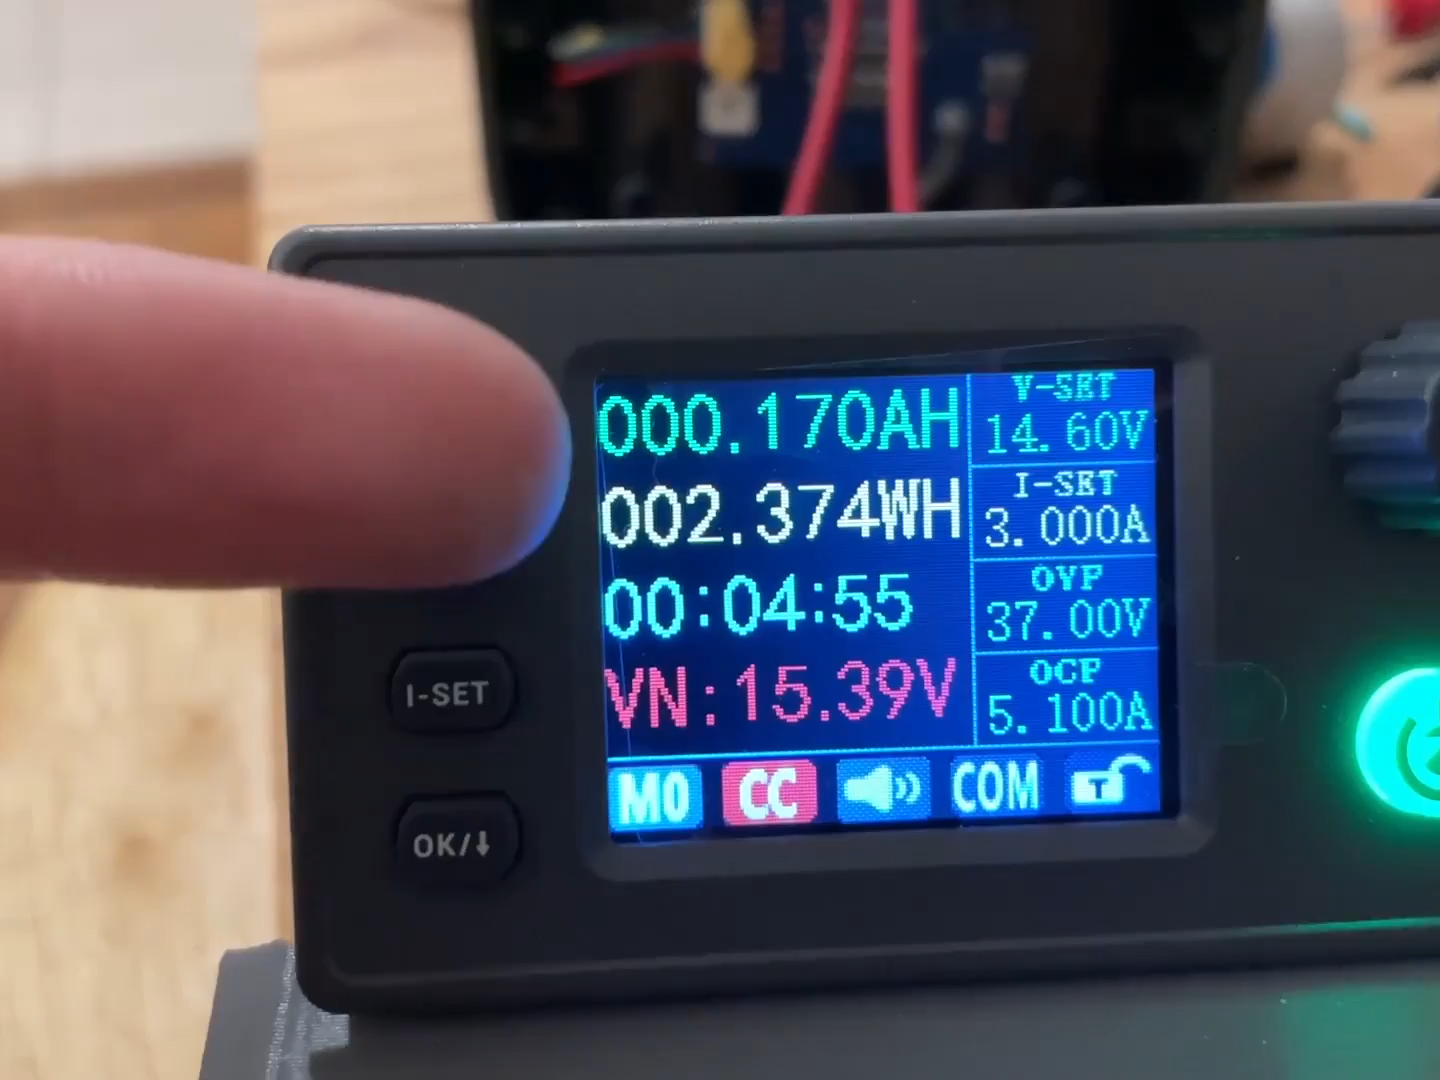 000.170AH
002.374WH
00:04:55
VN:15.39V
V-SET
14.60V
I-SET
3.000A
OVP
37.00V
OCP
5.100A
M0 CC COM T
I-SET
OK/↓